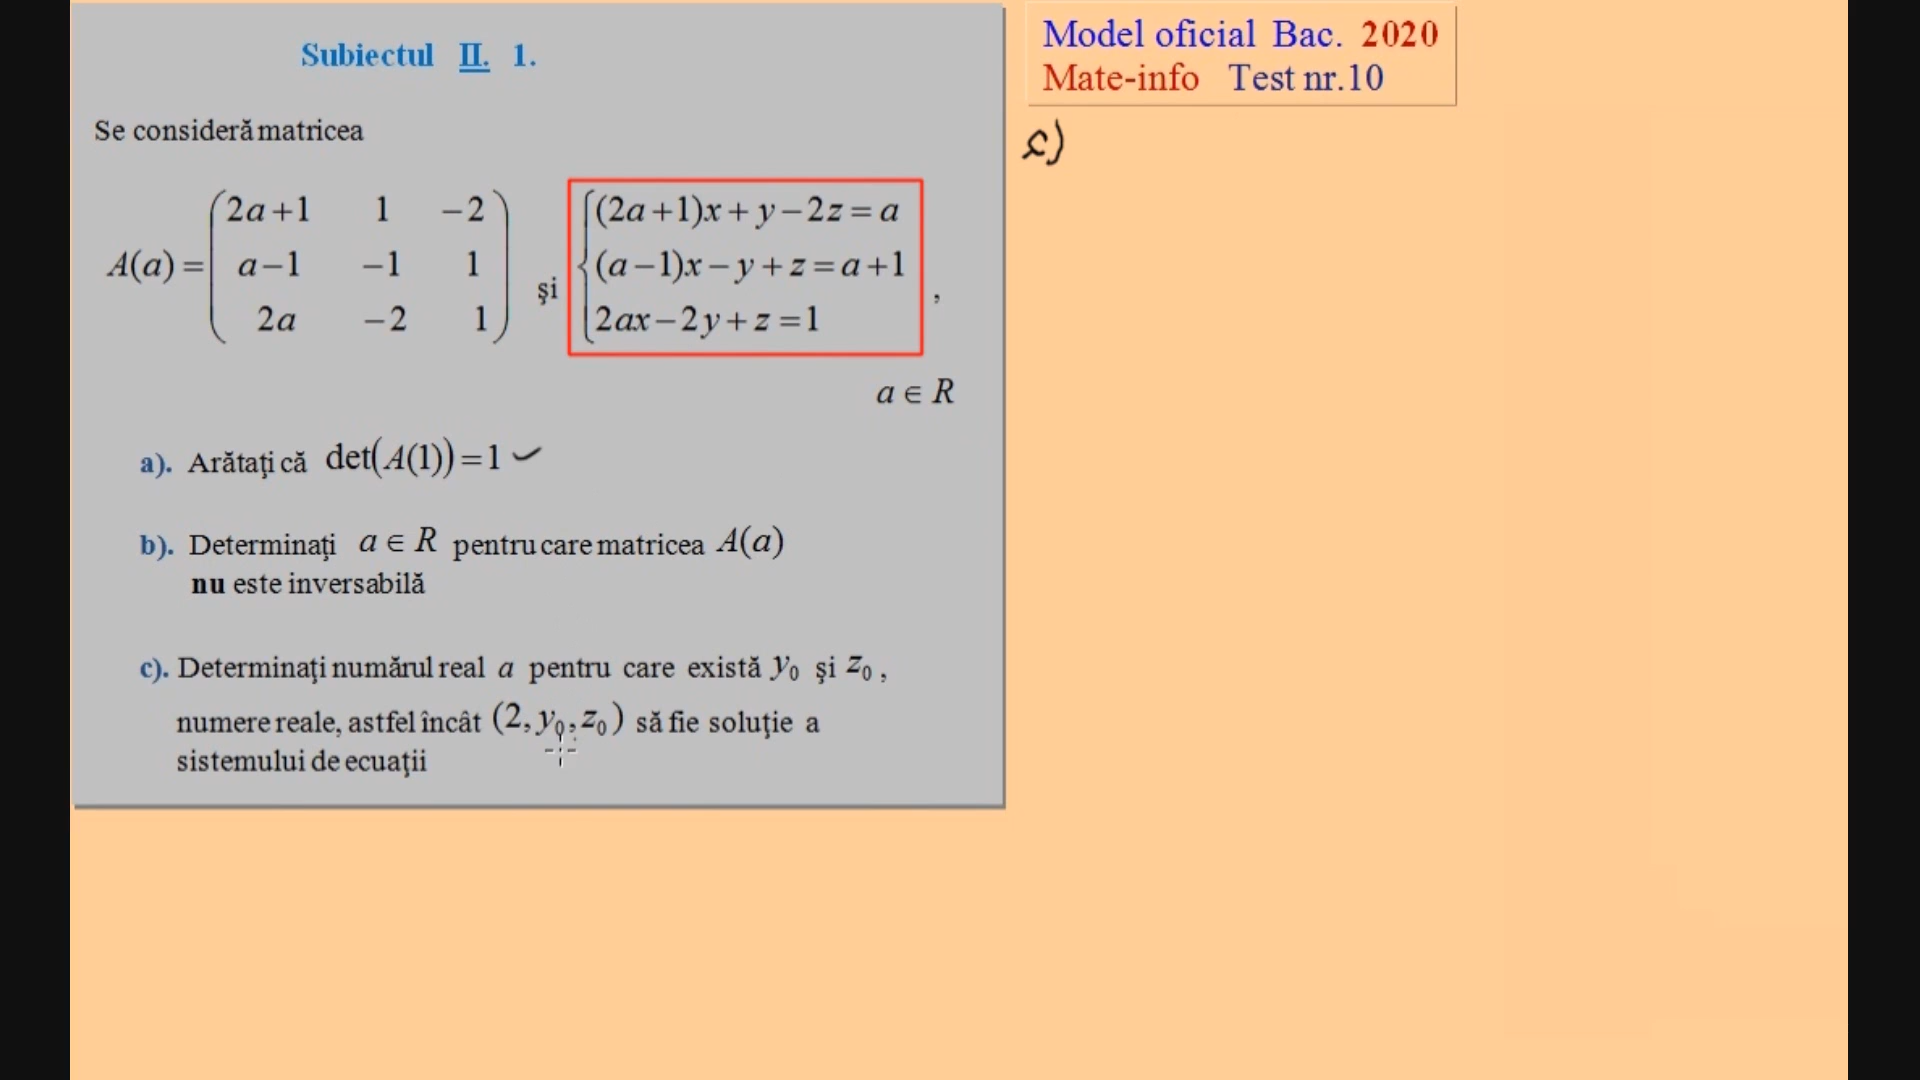 Subiectul II. 1.
Model oficial Bac. 2020
Mate-info Test nr.10
c)
Se consideră matricea
A(a) = ( 2a+1 1 −2
a−1 −1 1
2a −2 1 )
şi
{ (2a+1)x + y − 2z = a
(a−1)x − y + z = a+1
2ax − 2y + z = 1 ,
a ∈ R
a). Arătaţi că det(A(1)) = 1 ✓
b). Determinaţi a ∈ R pentru care matricea A(a)
nu este inversabilă
c). Determinaţi numărul real a pentru care există y₀ şi z₀ ,
numere reale, astfel încât (2, y₀, z₀) să fie soluţie a
sistemului de ecuaţii